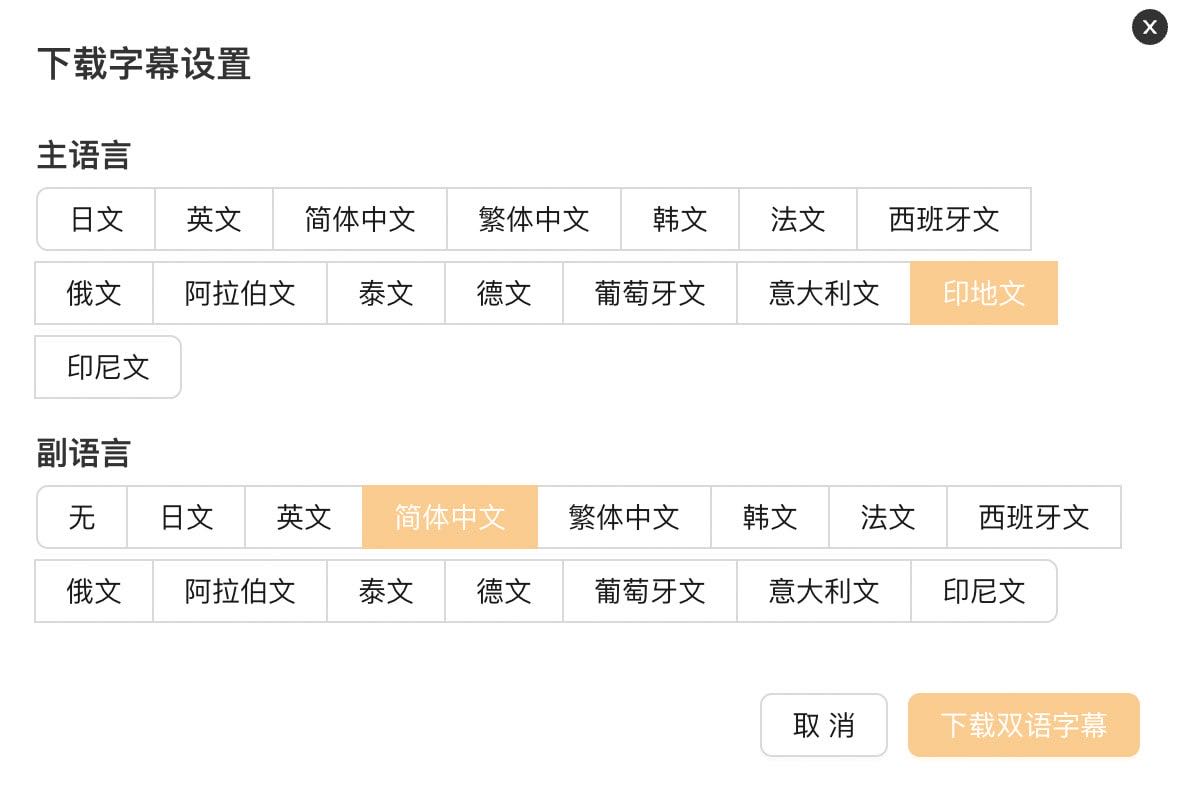 X
下载字幕设置
主语言
日文 英文 简体中文 繁体中文 韩文 法文 西班牙文
俄文 阿拉伯文 泰文 德文 葡萄牙文 意大利文 印地文
印尼文
副语言
无 日文 英文 简体中文 繁体中文 韩文 法文 西班牙文
俄文 阿拉伯文 泰文 德文 葡萄牙文 意大利文 印尼文
取 消 下载双语字幕